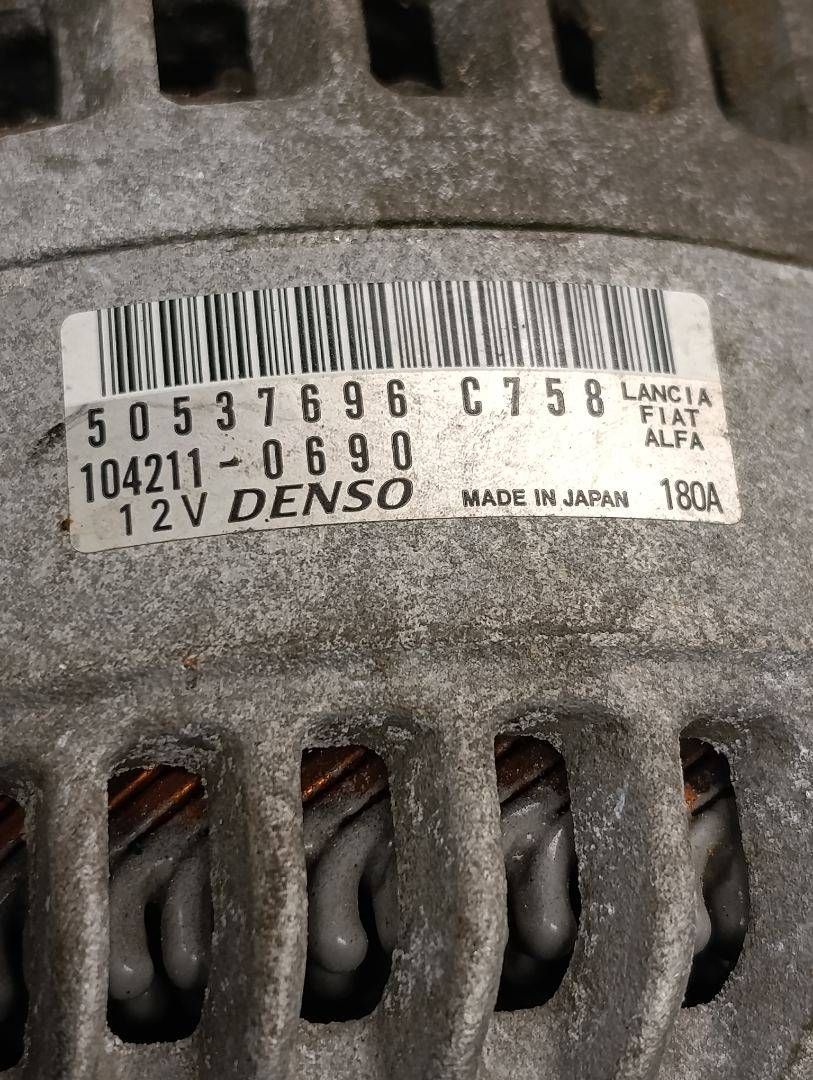 50537696 C758 LANCIA
FIAT
ALFA
104211-0690
12V DENSO MADE IN JAPAN 180A